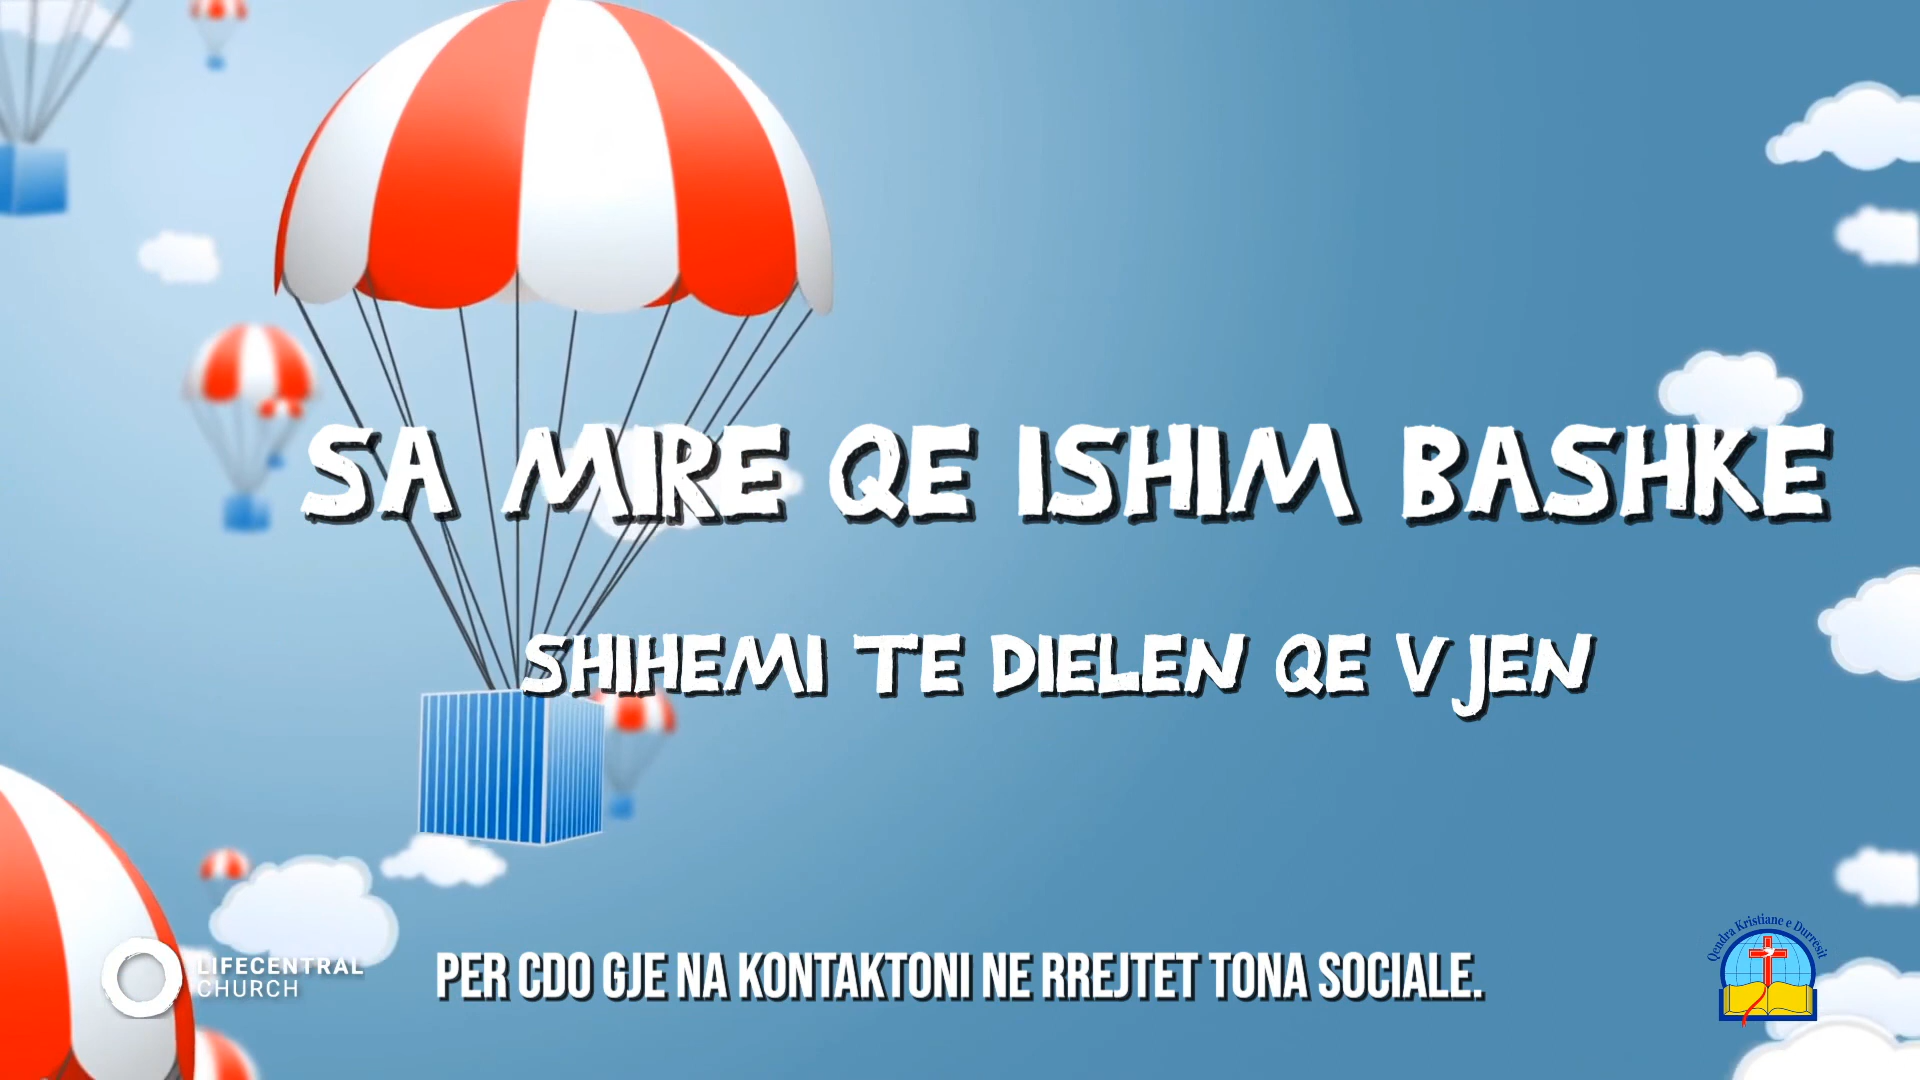 SA MIRE QE ISHIM BASHKE
SHIHEMI TE DIELEN QE VJEN
PER CDO GJE NA KONTAKTONI NE RREJTET TONA SOCIALE.
LIFECENTRAL
CHURCH
Qendra Kristiane e Durrësit